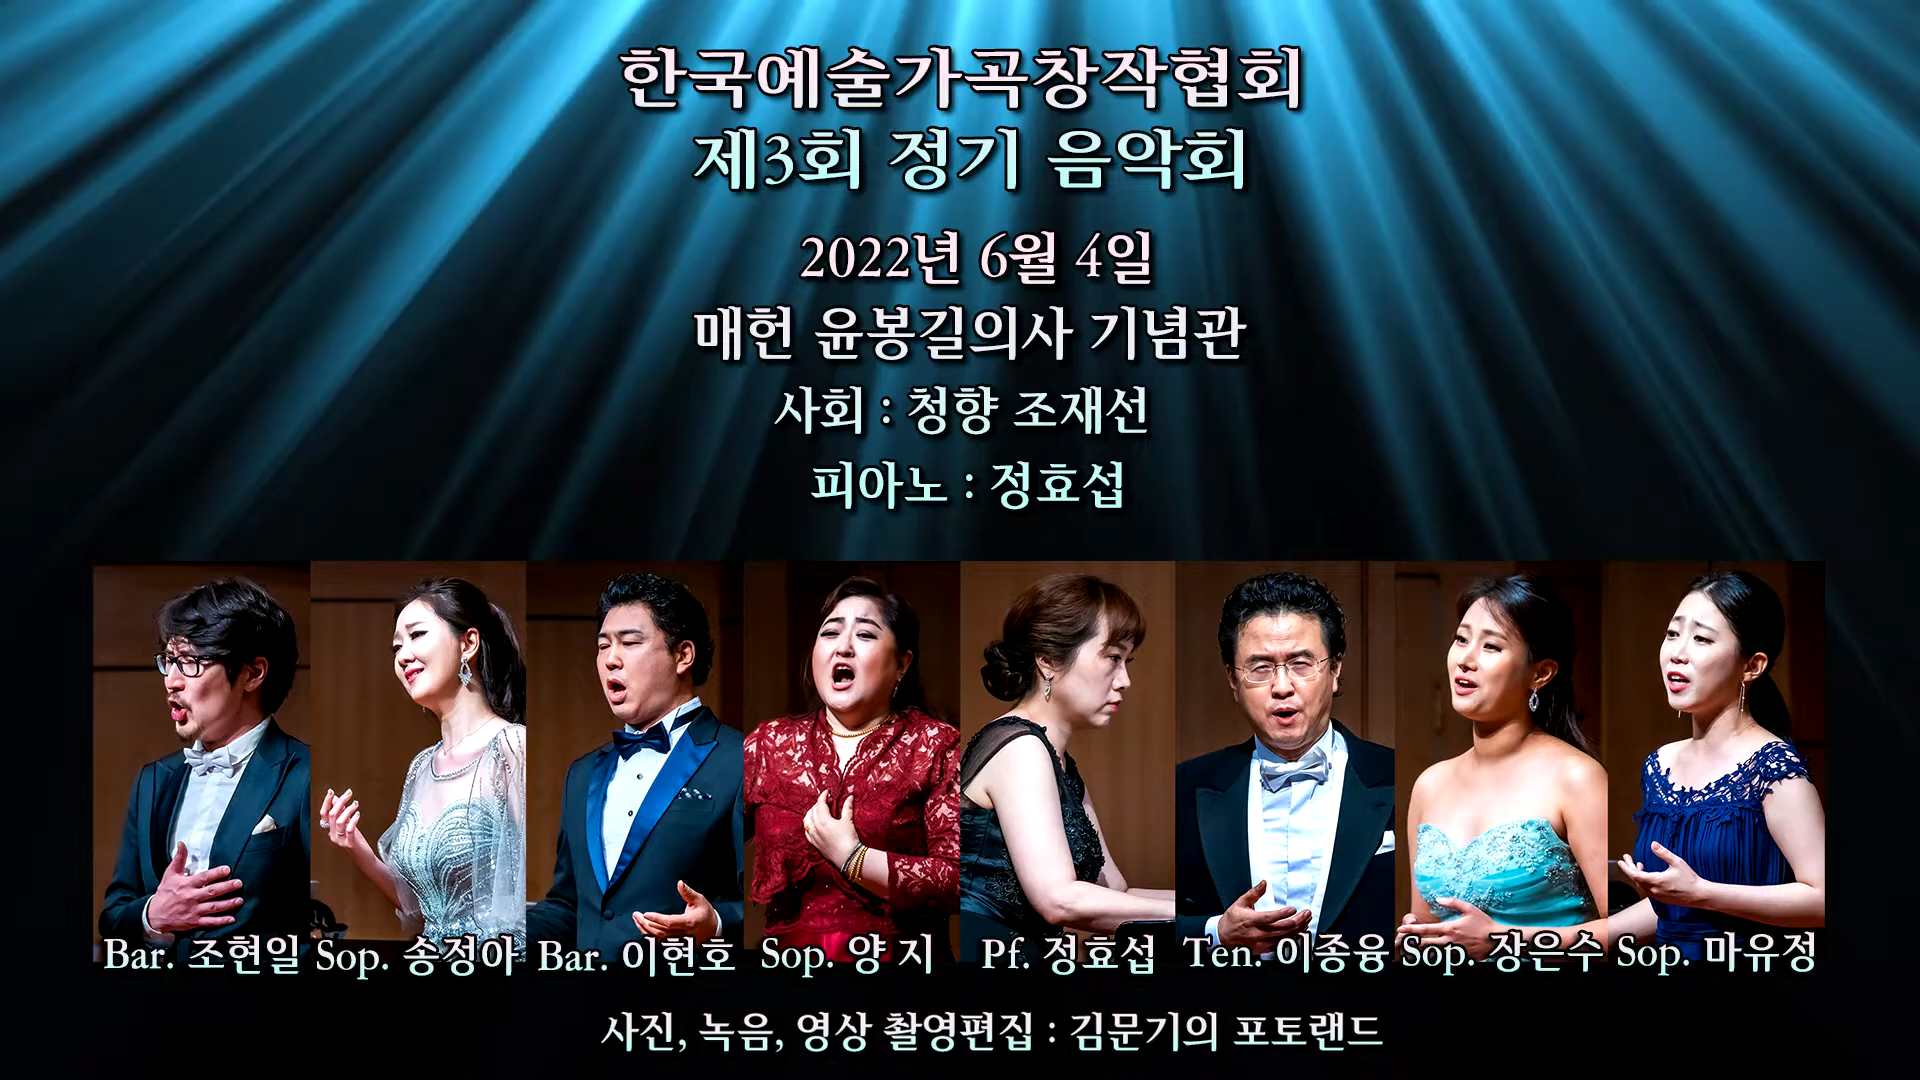 한국예술가곡창작협회
제3회 정기 음악회
2022년 6월 4일
매헌 윤봉길의사 기념관
사회 : 청향 조재선
피아노 : 정효섭
Bar. 조현일 Sop. 송정아 Bar. 이현호 Sop. 양 지 Pf. 정효섭 Ten. 이종융 Sop. 장은수 Sop. 마유정
사진, 녹음, 영상 촬영편집 : 김문기의 포토랜드